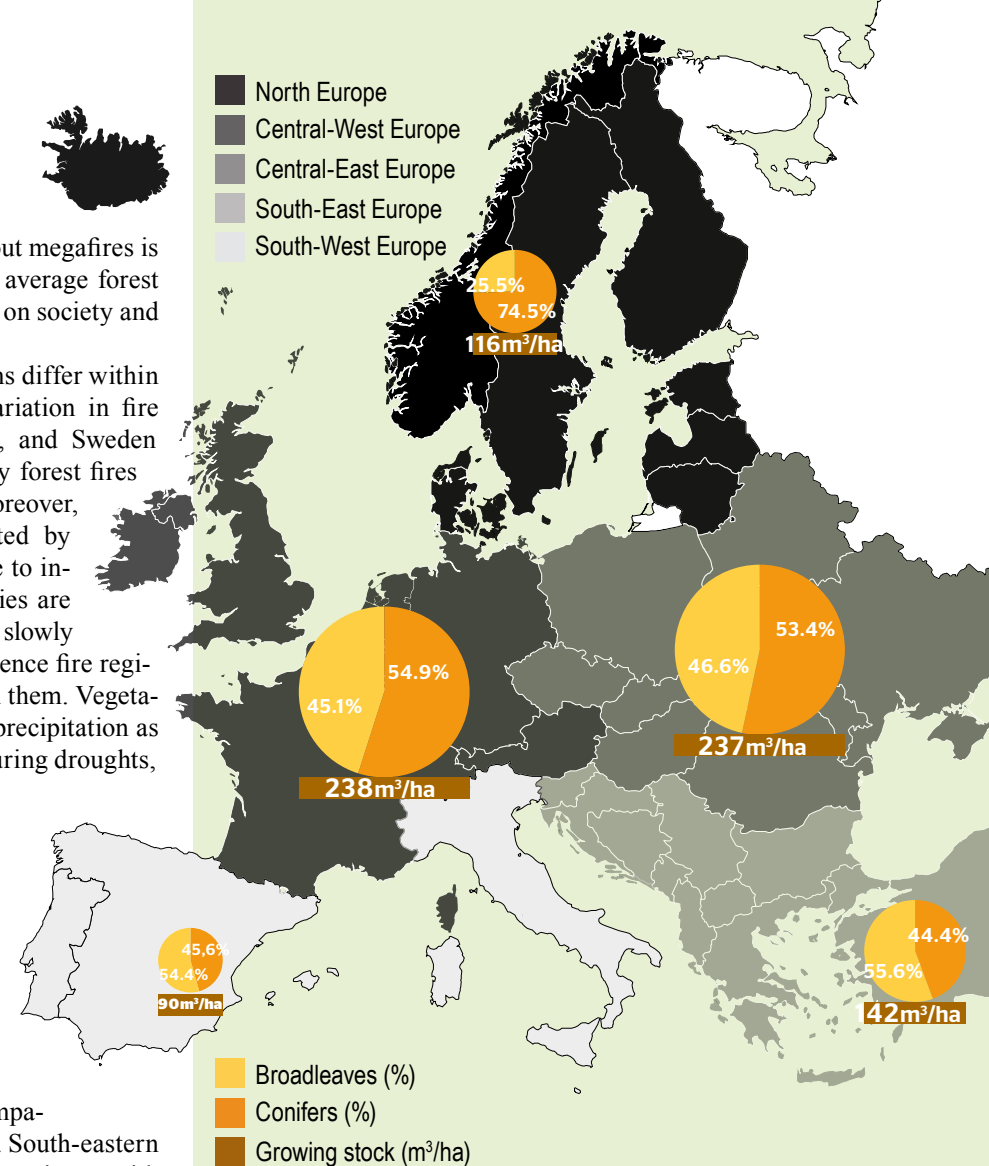 North Europe
Central-West Europe
Central-East Europe
South-East Europe
South-West Europe
out megafires is
average forest
on society and
ns differ within
ariation in fire
, and Sweden
y forest fires
oreover,
ted by
e to in-
ies are
slowly
ence fire regi-
them. Vegeta-
precipitation as
uring droughts,
25.5%
74.5%
116m³/ha
53.4%
46.6%
237m³/ha
54.9%
45.1%
238m³/ha
45,6%
54.4%
90m³/ha
44.4%
55.6%
142m³/ha
Broadleaves (%)
Conifers (%)
Growing stock (m³/ha)
mpa-
South-eastern